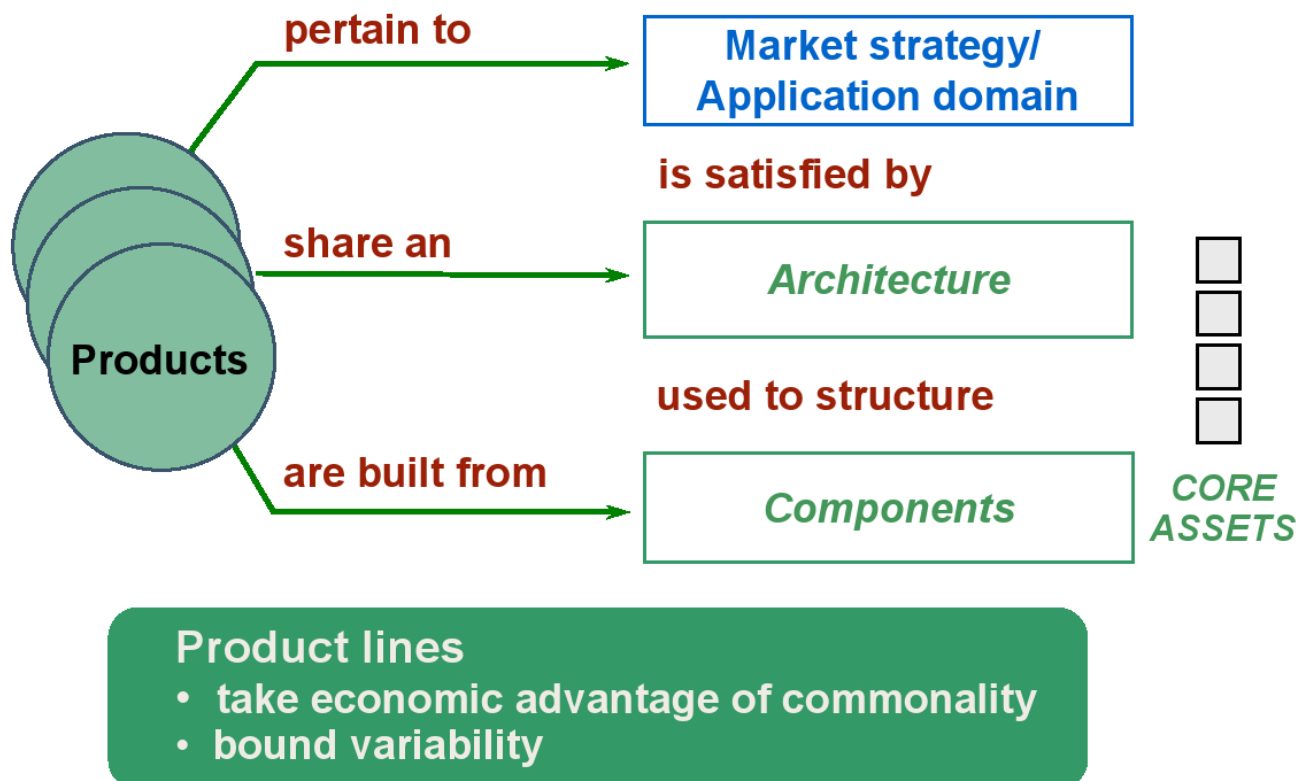 pertain to
Market strategy/
Application domain
is satisfied by
share an
Architecture
Products
used to structure
are built from
Components
CORE
ASSETS
Product lines
• take economic advantage of commonality
• bound variability